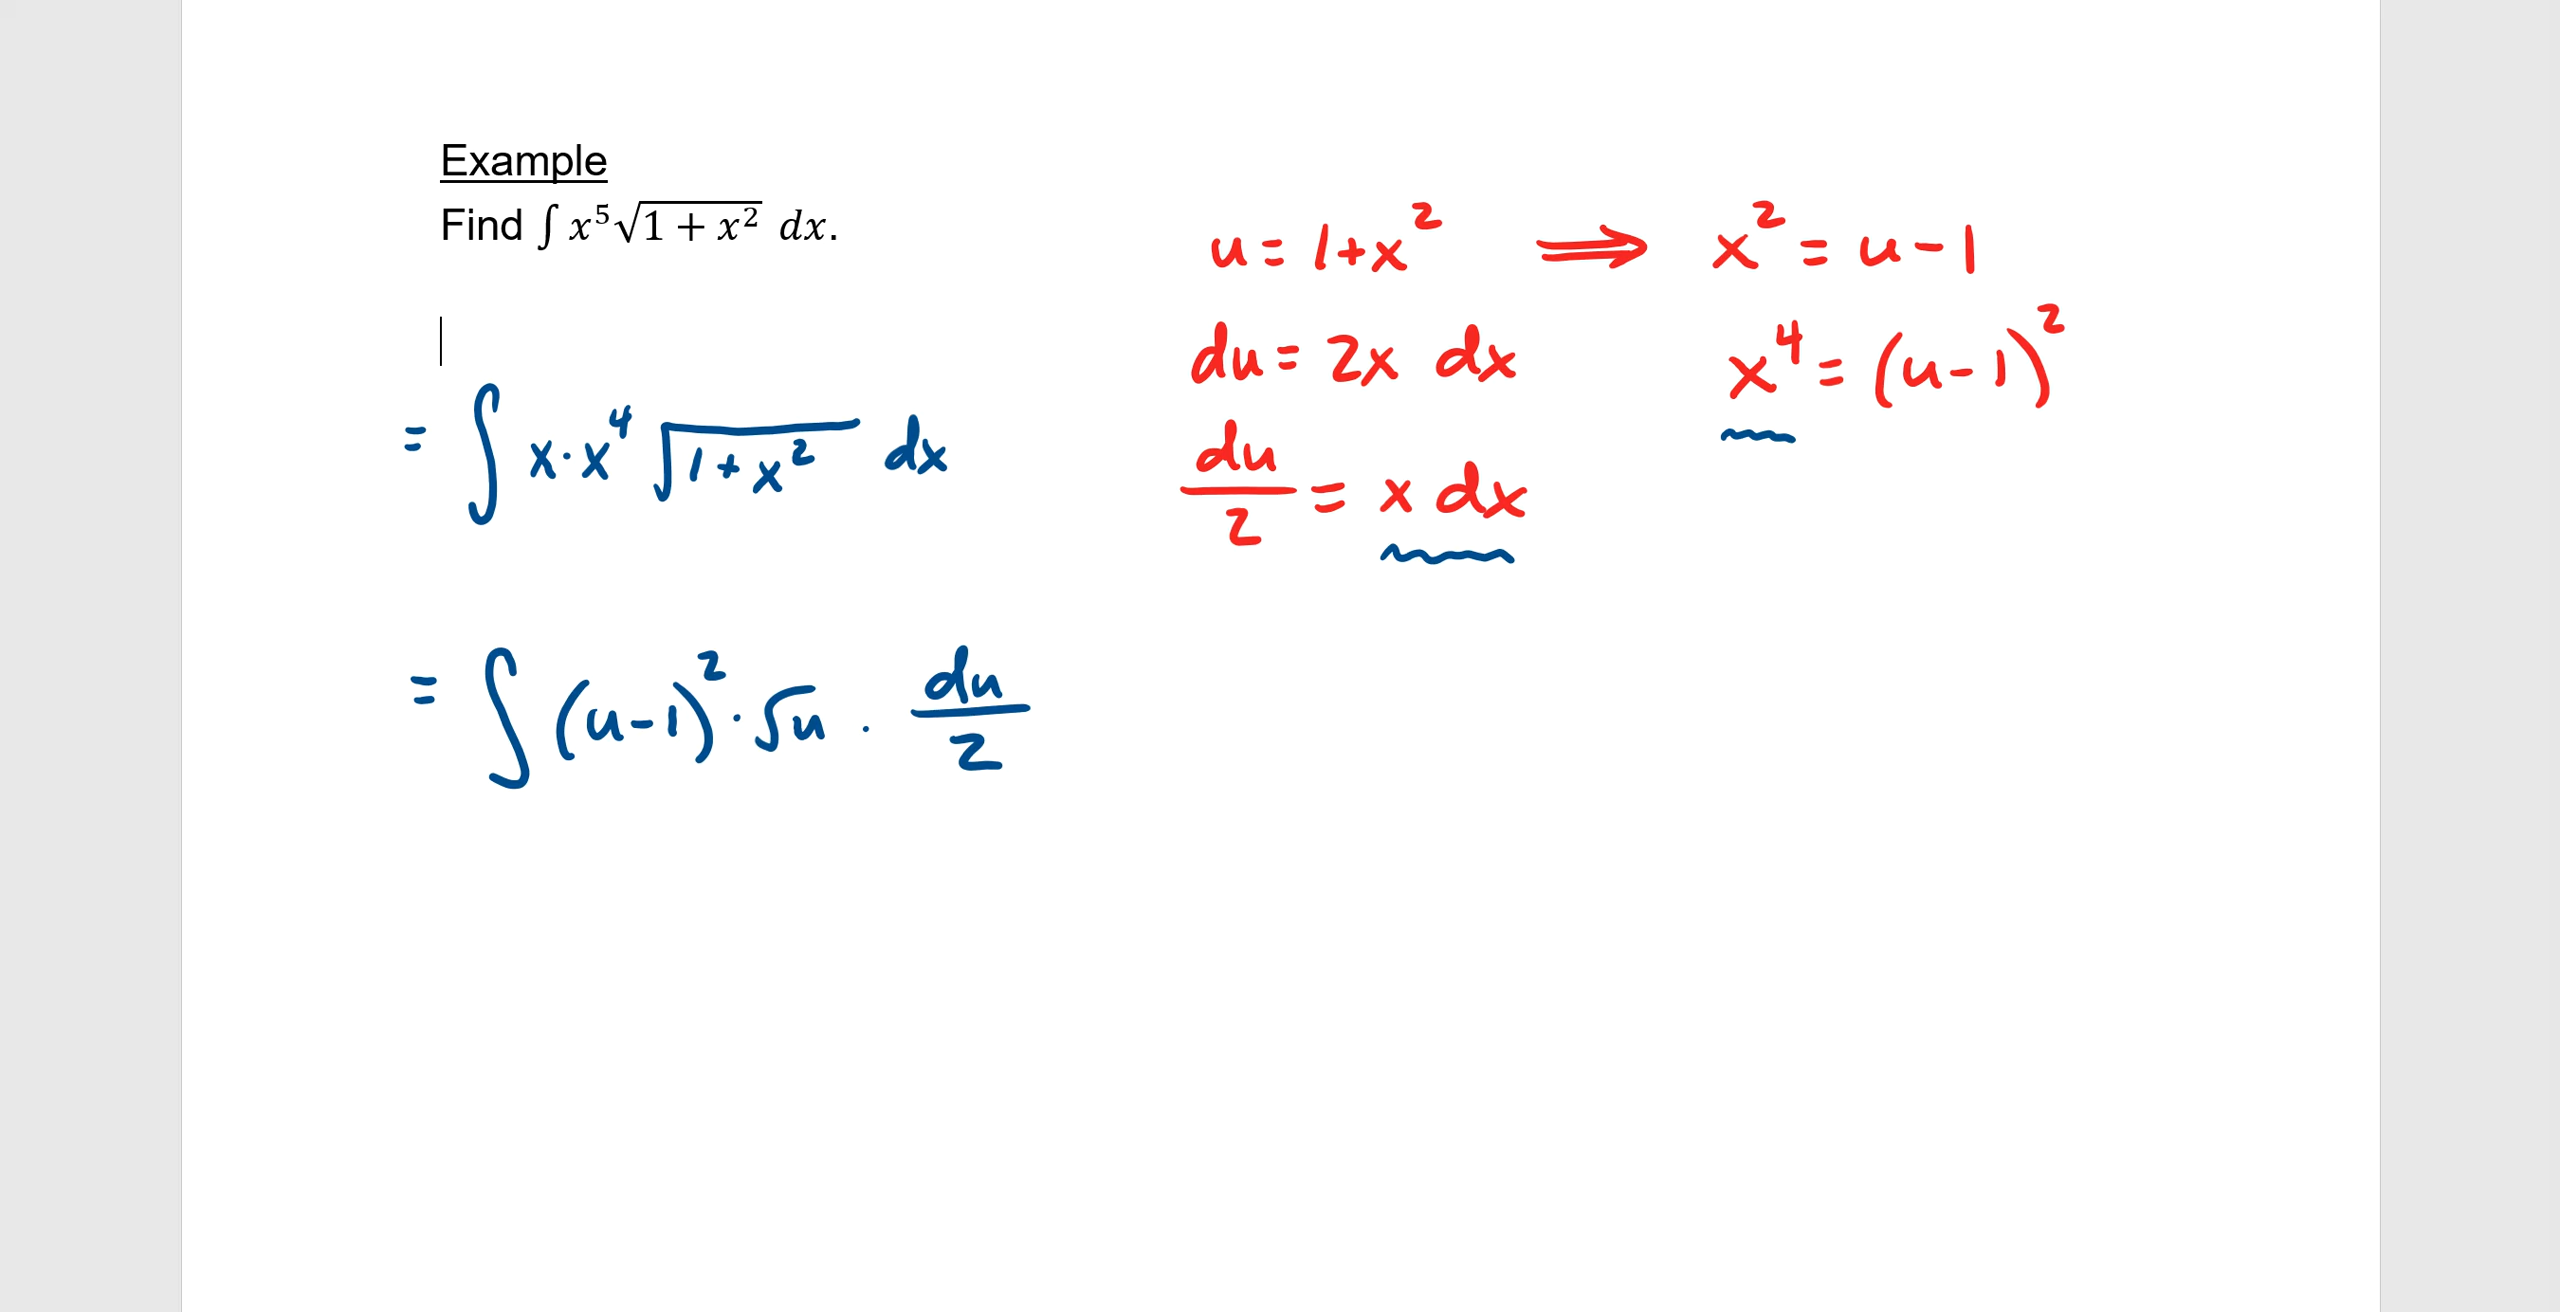 Example
Find ∫ x⁵√(1 + x²) dx.
u = 1+x² ⟹ x² = u-1
du = 2x dx
x⁴ = (u-1)²
du/2 = x dx
= ∫ x·x⁴ √(1+x²) dx
= ∫ (u-1)² · √u · du/2